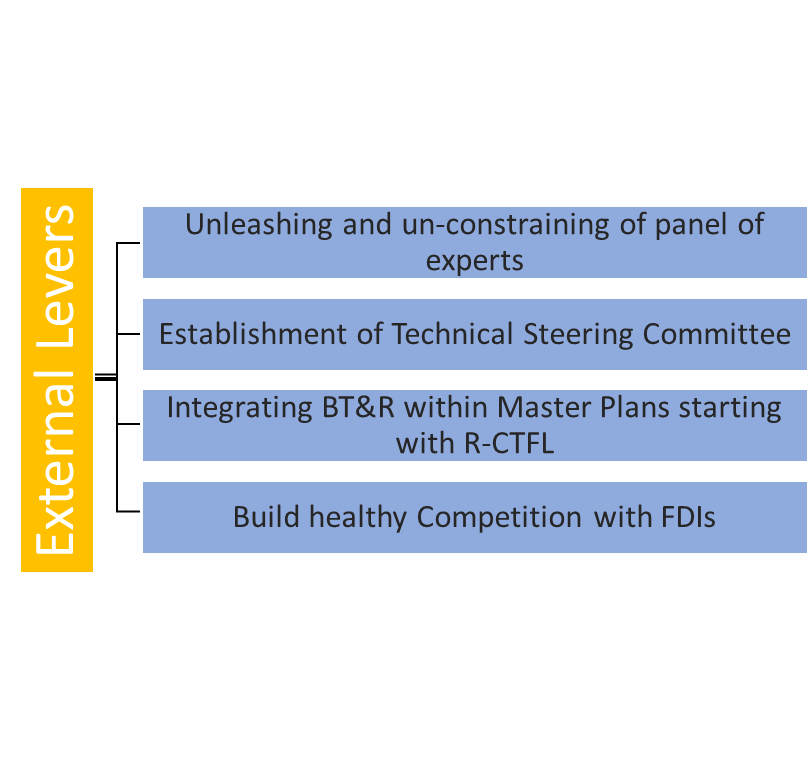 External Levers
Unleashing and un-constraining of panel of
experts
Establishment of Technical Steering Committee
Integrating BT&R within Master Plans starting
with R-CTFL
Build healthy Competition with FDIs